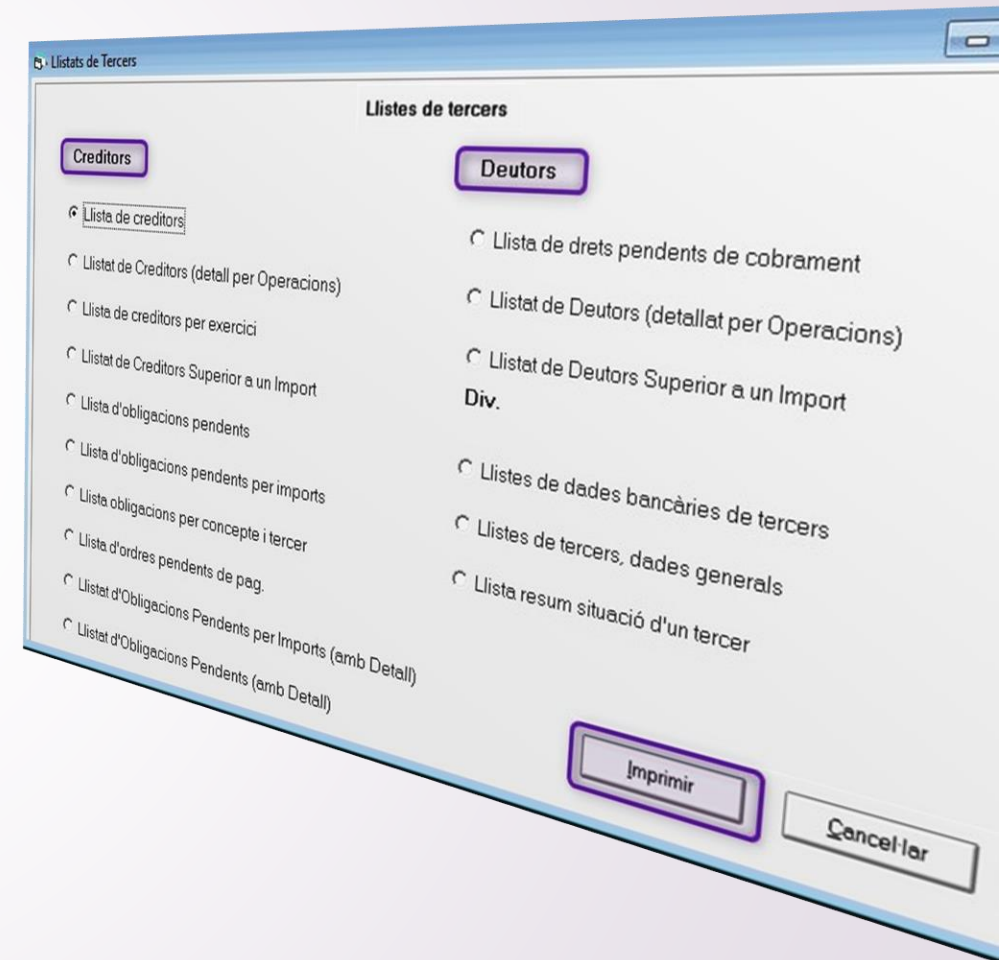 Llistats de Tercers
Llistes de tercers
Creditors
Llista de creditors
Llistat de Creditors (detall per Operacions)
Llista de creditors per exercici
Llistat de Creditors Superior a un Import
Llista d'obligacions pendents
Llista d'obligacions pendents per imports
Llista obligacions per concepte i tercer
Llista d'ordres pendents de pag.
Llistat d'Obligacions Pendents per Imports (amb Detall)
Llistat d'Obligacions Pendents (amb Detall)
Deutors
Llista de drets pendents de cobrament
Llistat de Deutors (detallat per Operacions)
Llistat de Deutors Superior a un Import
Div.
Llistes de dades bancàries de tercers
Llistes de tercers, dades generals
Llista resum situació d'un tercer
Imprimir
Cancel·lar